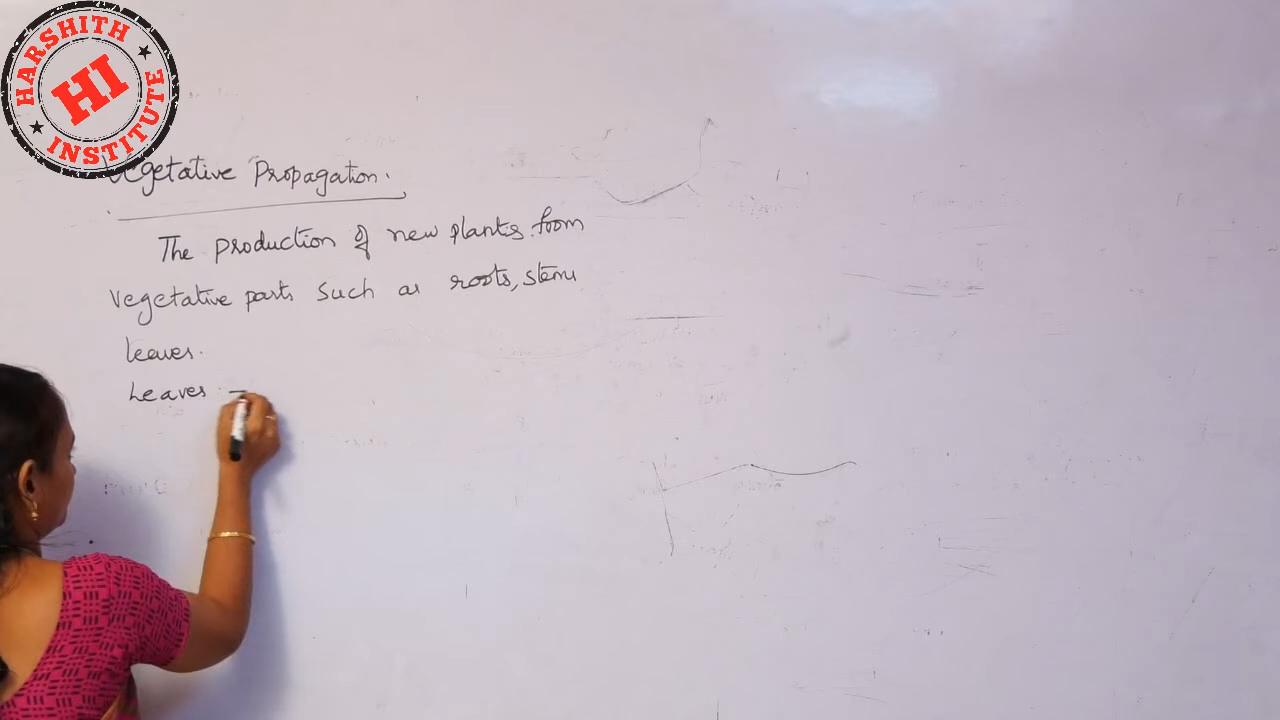 HARSHITH
HI
INSTITUTE
Vegetative Propagation.
The production of new plants from
vegetative parts such as roots, stems
leaves.
Leaves -